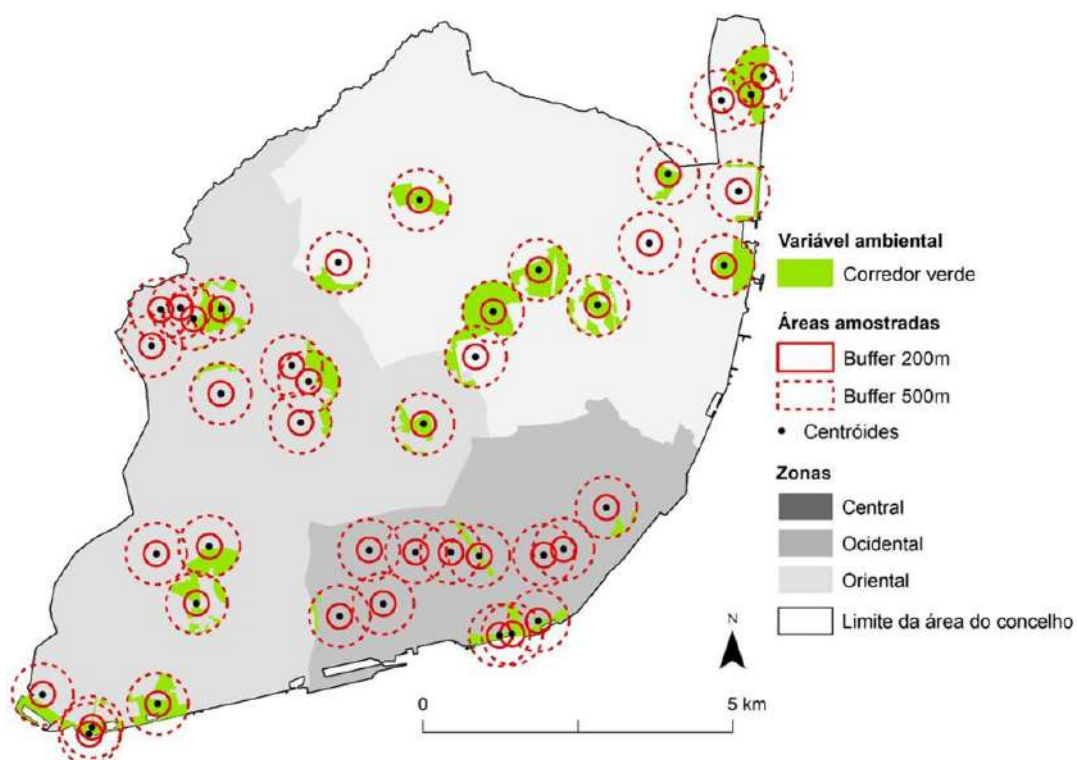 Variável ambiental
Corredor verde
Áreas amostradas
Buffer 200m
Buffer 500m
Centróides
Zonas
Central
Ocidental
Oriental
Limite da área do concelho
N
0
5 km